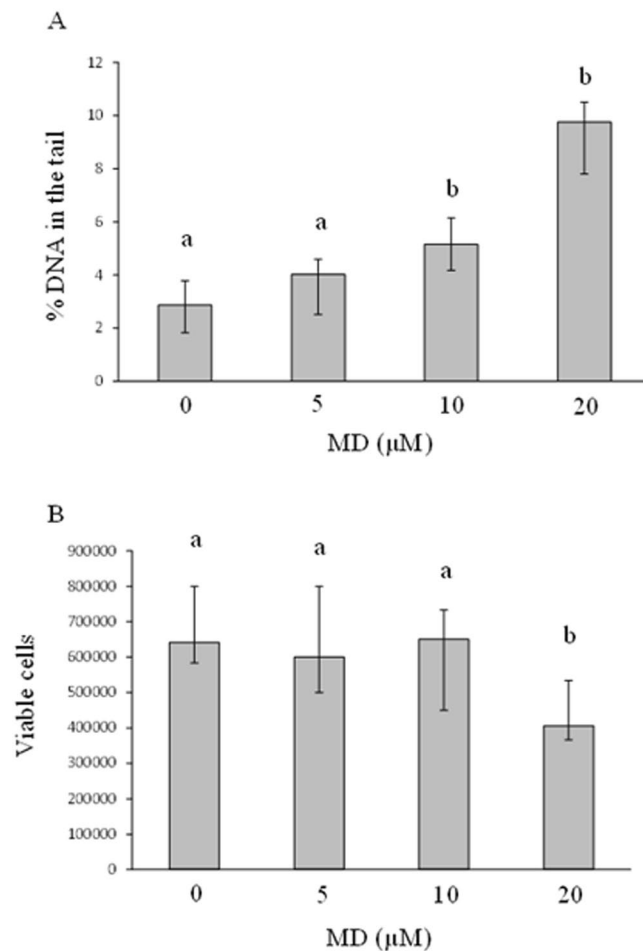 A
12
10
8
6
4
2
0
% DNA in the tail
a
a
b
b
0 5 10 20
MD (µM)
B
900000
800000
700000
600000
500000
400000
300000
200000
100000
0
Viable cells
a
a
a
b
0 5 10 20
MD (µM)